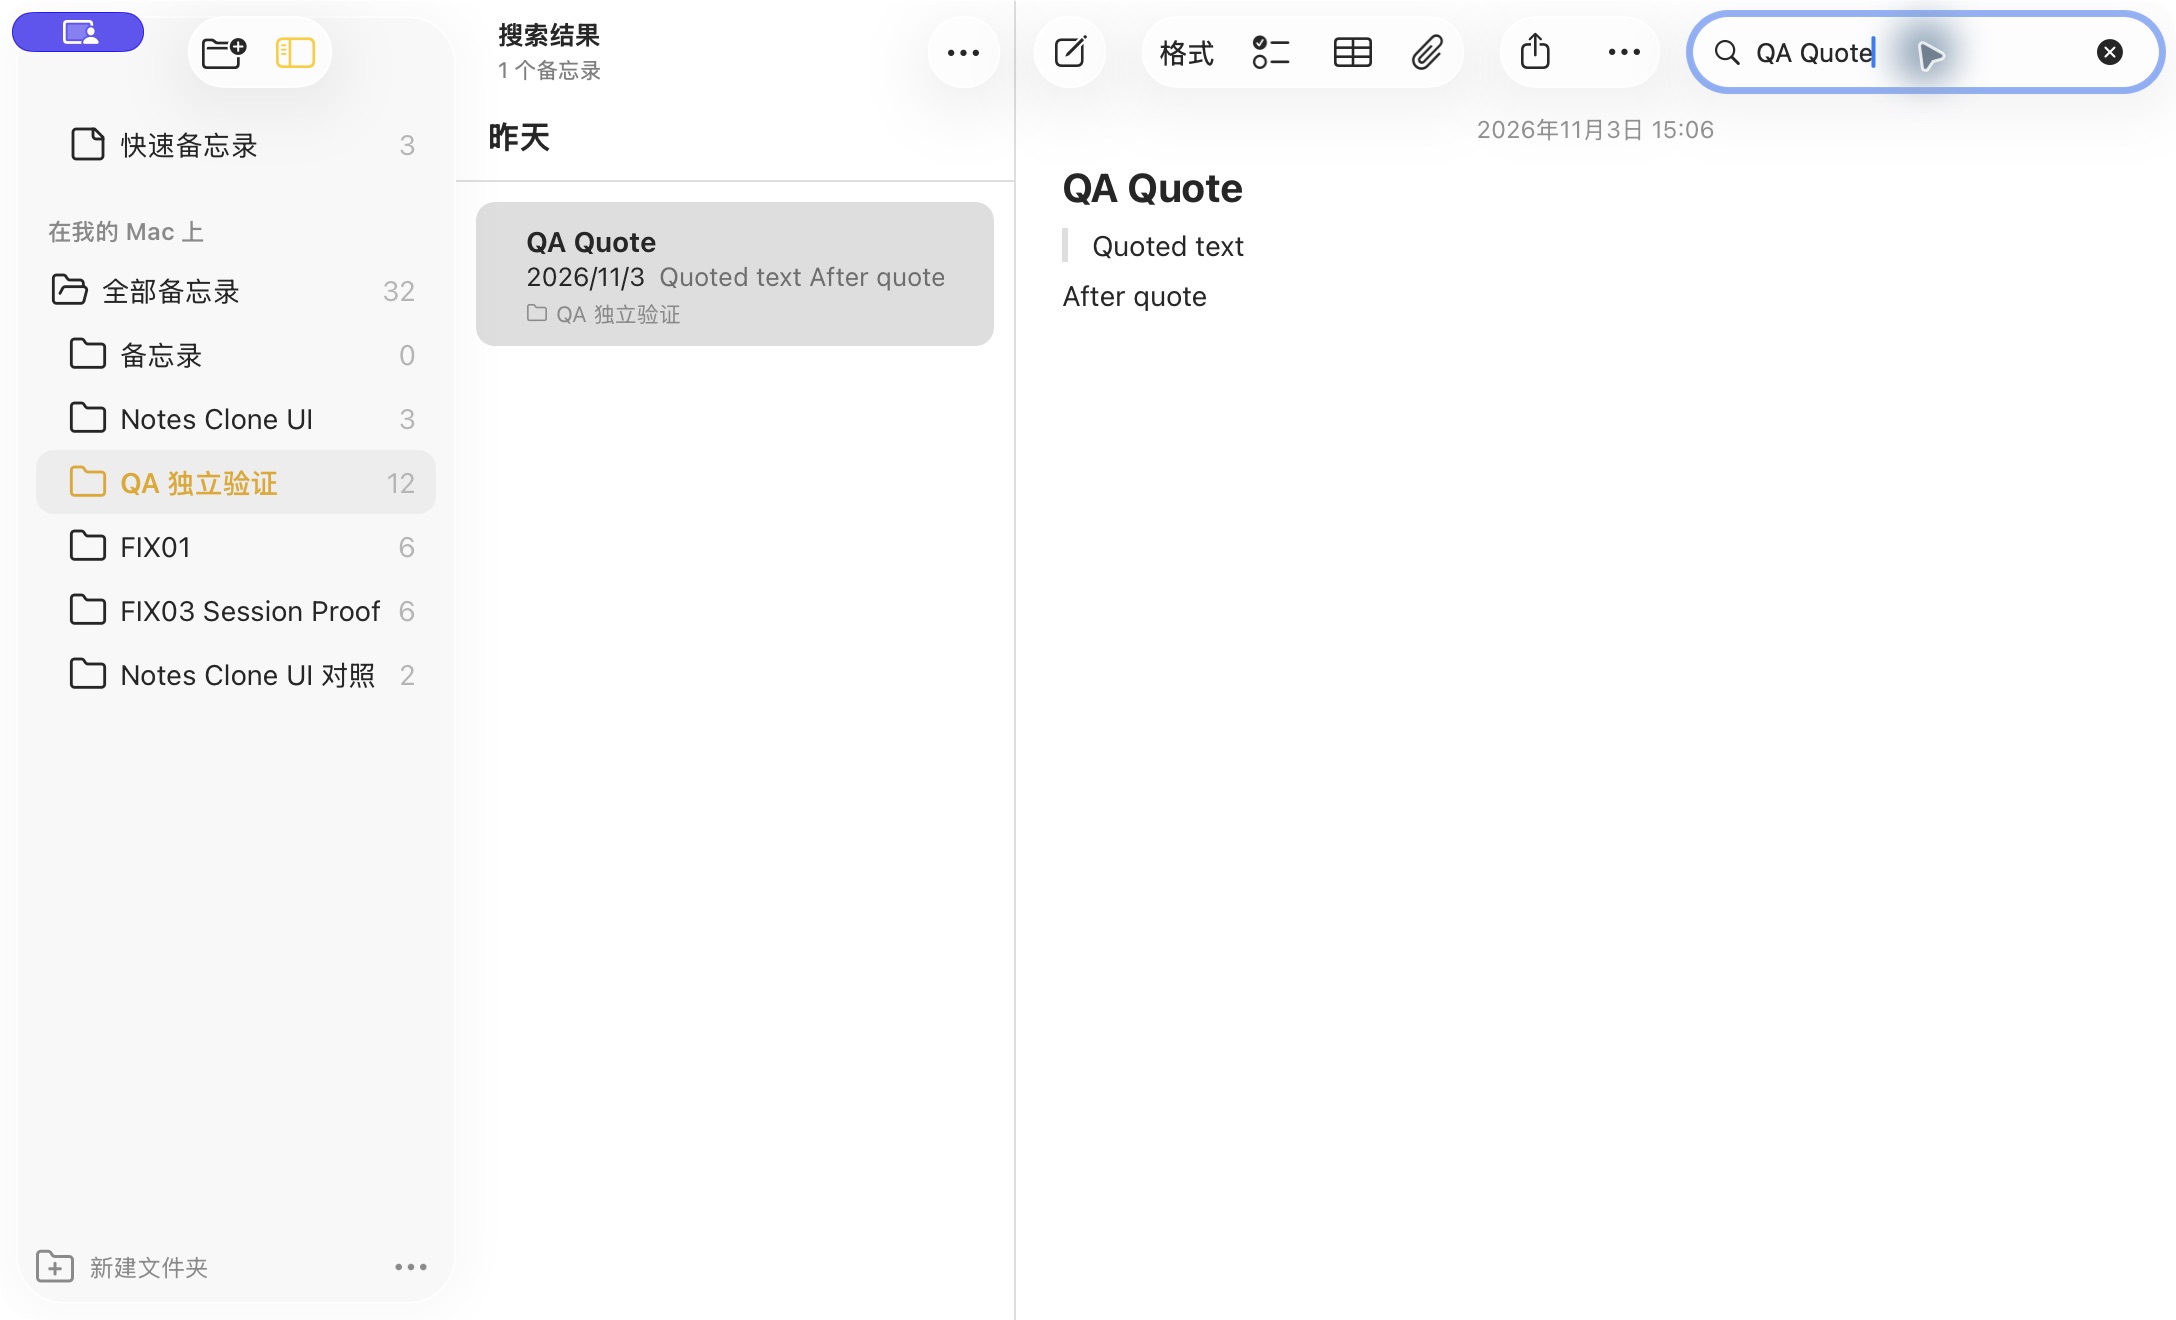 快速备忘录 3
在我的 Mac 上
全部备忘录 32
备忘录 0
Notes Clone UI 3
QA 独立验证 12
FIX01 6
FIX03 Session Proof 6
Notes Clone UI 对照 2
新建文件夹
搜索结果
1 个备忘录
昨天
QA Quote
2026/11/3 Quoted text After quote
QA 独立验证
格式
QA Quote
2026年11月3日 15:06
QA Quote
Quoted text
After quote